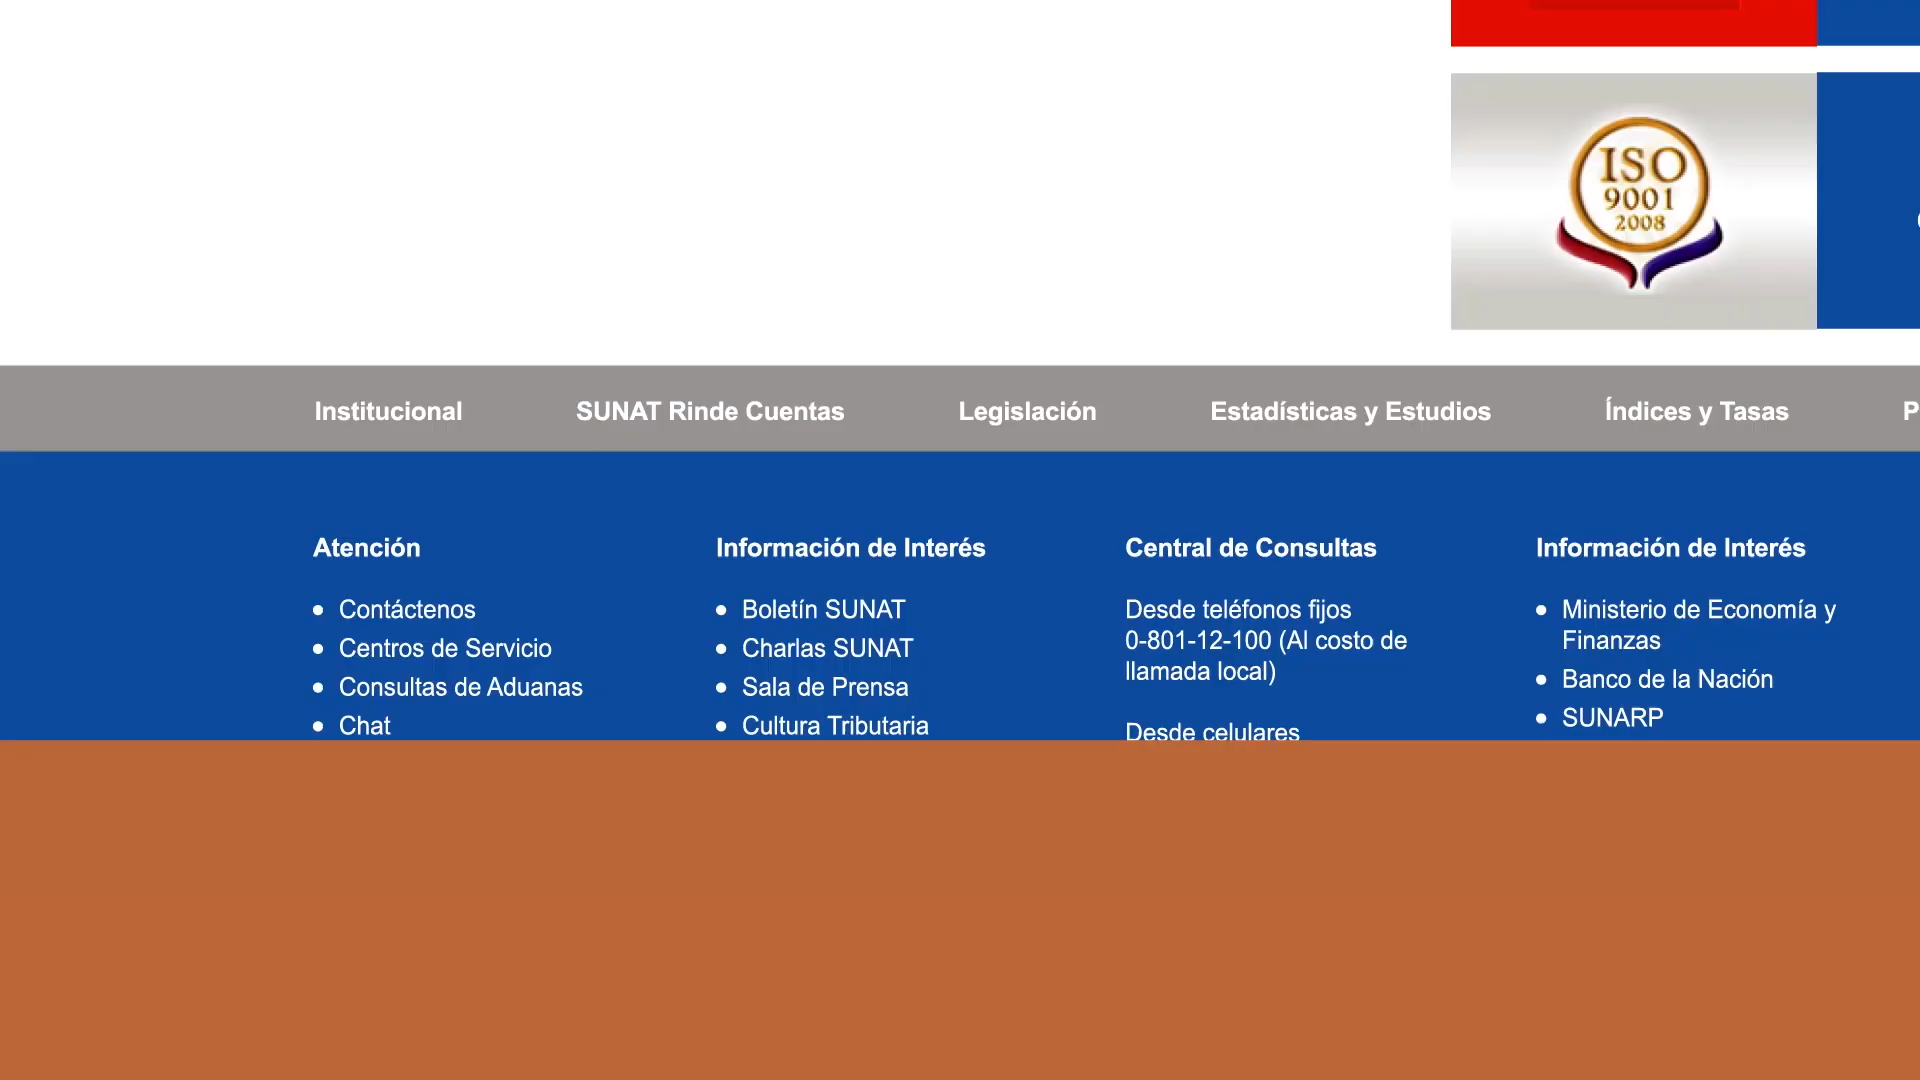 ISO
9001
2008
Institucional
SUNAT Rinde Cuentas
Legislación
Estadísticas y Estudios
Índices y Tasas
Atención
Contáctenos
Centros de Servicio
Consultas de Aduanas
Chat
Información de Interés
Boletín SUNAT
Charlas SUNAT
Sala de Prensa
Cultura Tributaria
Central de Consultas
Desde teléfonos fijos
0-801-12-100 (Al costo de
llamada local)
Desde celulares
Información de Interés
Ministerio de Economía y
Finanzas
Banco de la Nación
SUNARP